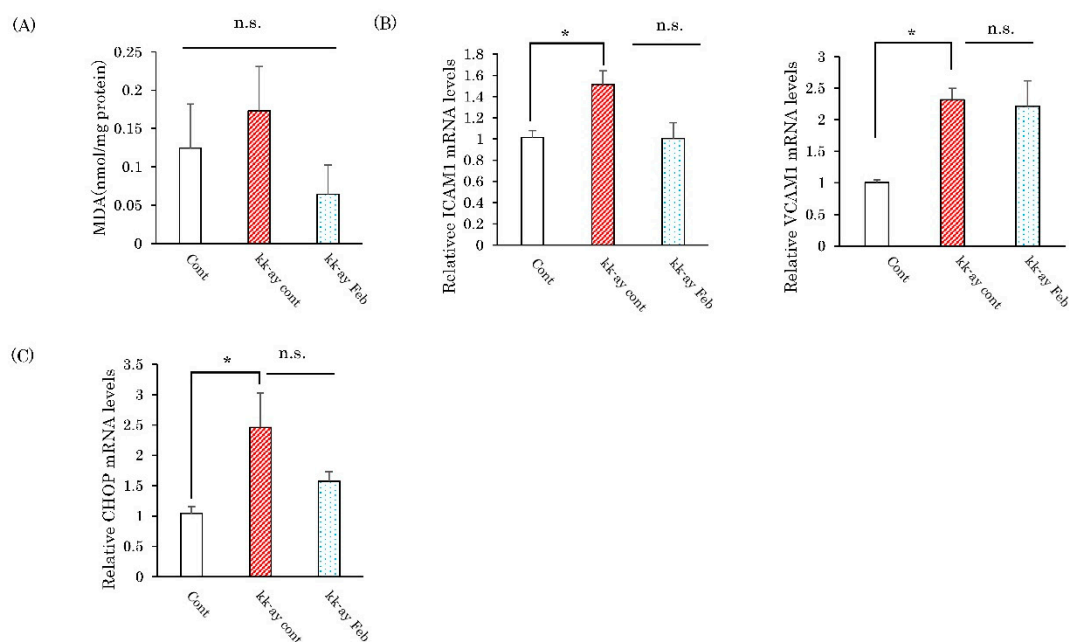 (A)
n.s.
MDA(nmol/mg protein)
0.25
0.2
0.15
0.1
0.05
0
Cont
kk-ay cont
kk-ay Feb
(B)
*
n.s.
Relativee ICAM1 mRNA levels
1.8
1.6
1.4
1.2
1
0.8
0.6
0.4
0.2
0
Cont
kk-ay cont
kk-ay Feb
*
n.s.
Relative VCAM1 mRNA levels
3
2.5
2
1.5
1
0.5
0
Cont
kk-ay cont
kk-ay Feb
(C)
*
n.s.
Relative CHOP mRNA levels
3.5
3
2.5
2
1.5
1
0.5
0
Cont
kk-ay cont
kk-ay Feb